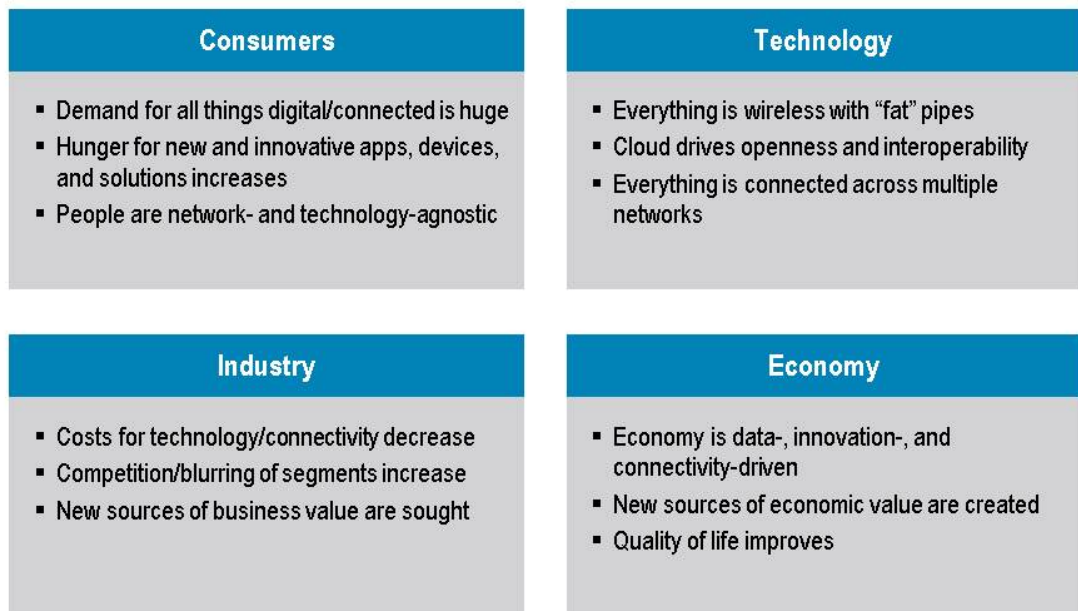 Consumers
▪ Demand for all things digital/connected is huge
▪ Hunger for new and innovative apps, devices,
and solutions increases
▪ People are network- and technology-agnostic
Technology
▪ Everything is wireless with “fat” pipes
▪ Cloud drives openness and interoperability
▪ Everything is connected across multiple
networks
Industry
▪ Costs for technology/connectivity decrease
▪ Competition/blurring of segments increase
▪ New sources of business value are sought
Economy
▪ Economy is data-, innovation-, and
connectivity-driven
▪ New sources of economic value are created
▪ Quality of life improves